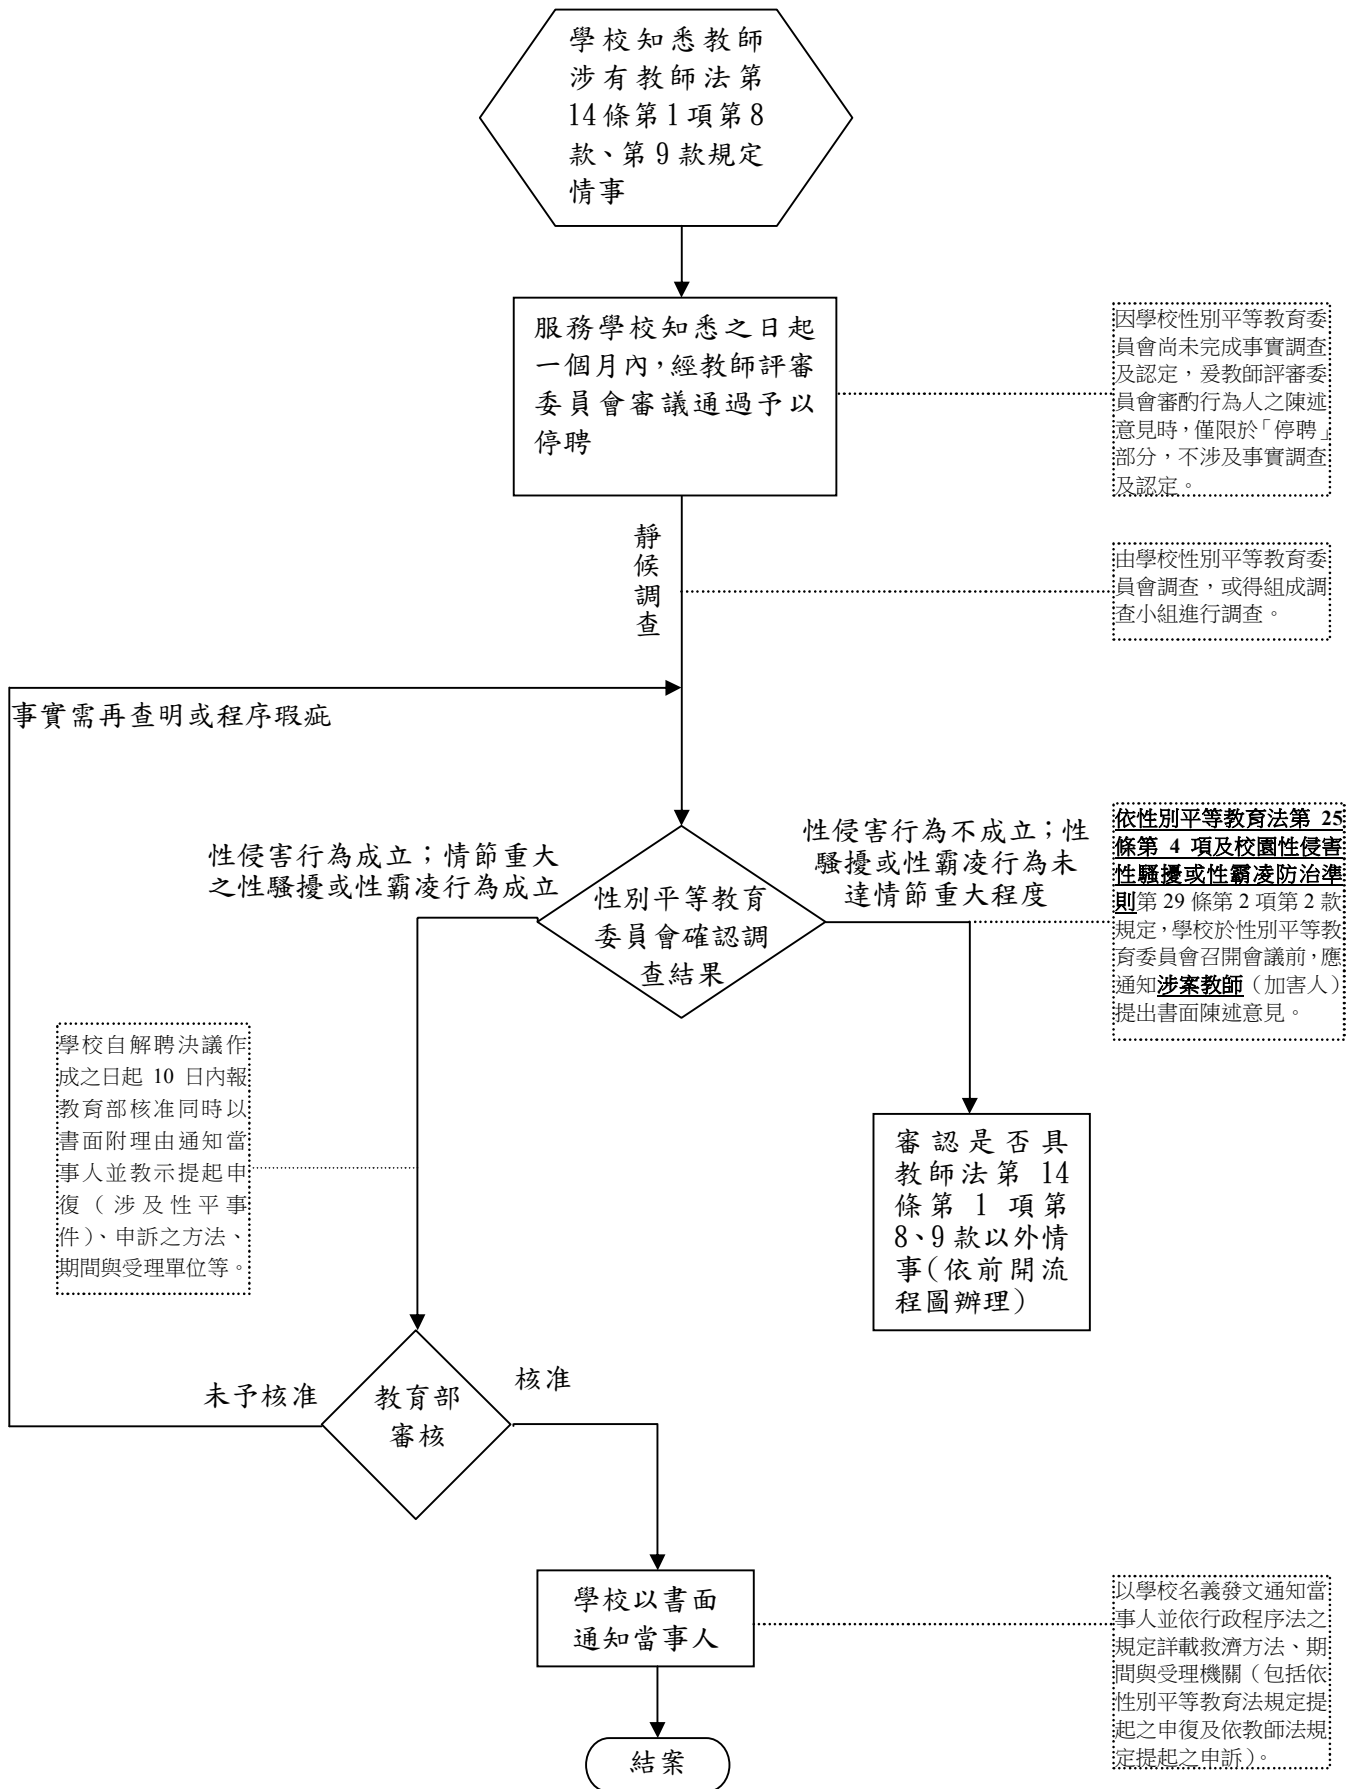 學校知悉教師
涉有教師法第
14條第1項第8
款、第9款規定
情事
服務學校知悉之日起
一個月內，經教師評審
委員會審議通過予以
停聘
因學校性別平等教育委
員會尚未完成事實調查
及認定，爰教師評審委
員會審酌行為人之陳述
意見時，僅限於「停聘」
部分，不涉及事實調查
及認定。
靜
候
調
查
由學校性別平等教育委
員會調查，或得組成調
查小組進行調查。
事實需再查明或程序瑕疵
性侵害行為成立；情節重大
之性騷擾或性霸凌行為成立
性別平等教育
委員會確認調
查結果
性侵害行為不成立；性
騷擾或性霸凌行為未
達情節重大程度
依性別平等教育法第 25
條第 4 項及校園性侵害
性騷擾或性霸凌防治準
則第 29 條第 2 項第 2 款
規定，學校於性別平等教
育委員會召開會議前，應
通知涉案教師（加害人）
提出書面陳述意見。
學校自解聘決議作
成之日起 10 日內報
教育部核准同時以
書面附理由通知當
事人並教示提起申
復（涉及性平事
件）、申訴之方法、
期間與受理單位等。
審認是否具
教師法第 14
條第 1 項第
8、9款以外情
事（依前開流
程圖辦理）
未予核准
教育部
審核
核准
學校以書面
通知當事人
以學校名義發文通知當
事人並依行政程序法之
規定詳載救濟方法、期
間與受理機關（包括依
性別平等教育法規定提
起之申復及依教師法規
定提起之申訴）。
結案